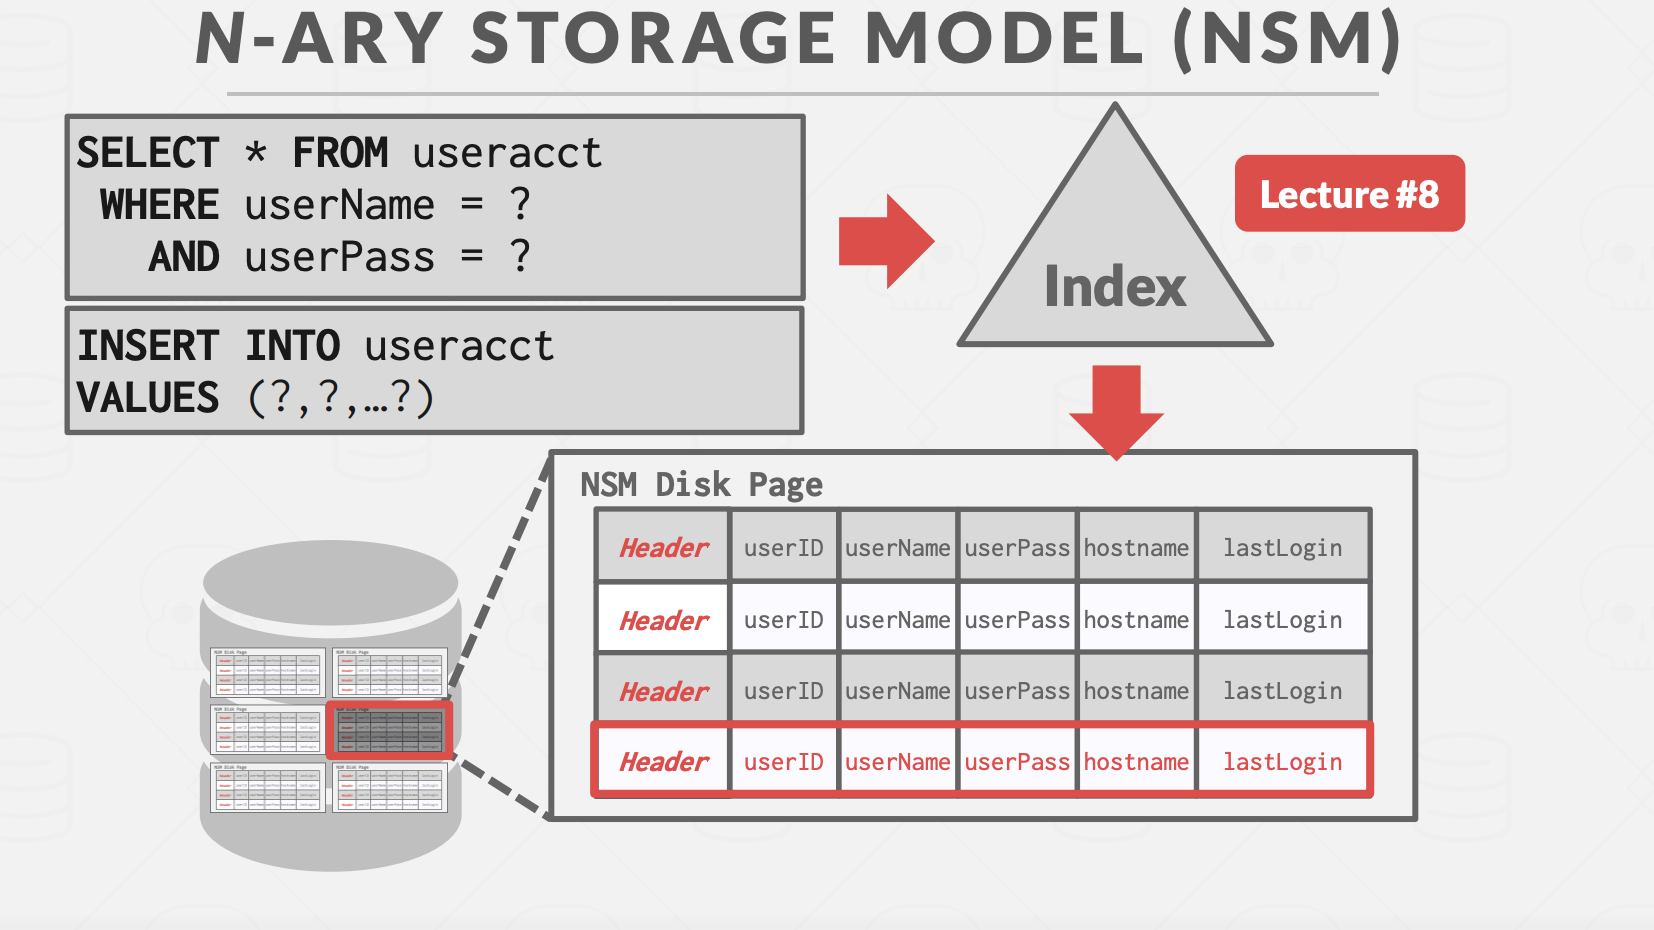 N-ARY STORAGE MODEL (NSM)
SELECT * FROM useracct
WHERE userName = ?
AND userPass = ?
INSERT INTO useracct
VALUES (?,?,…?)
Index
Lecture #8
NSM Disk Page
Header userID userName userPass hostname lastLogin
Header userID userName userPass hostname lastLogin
Header userID userName userPass hostname lastLogin
Header userID userName userPass hostname lastLogin